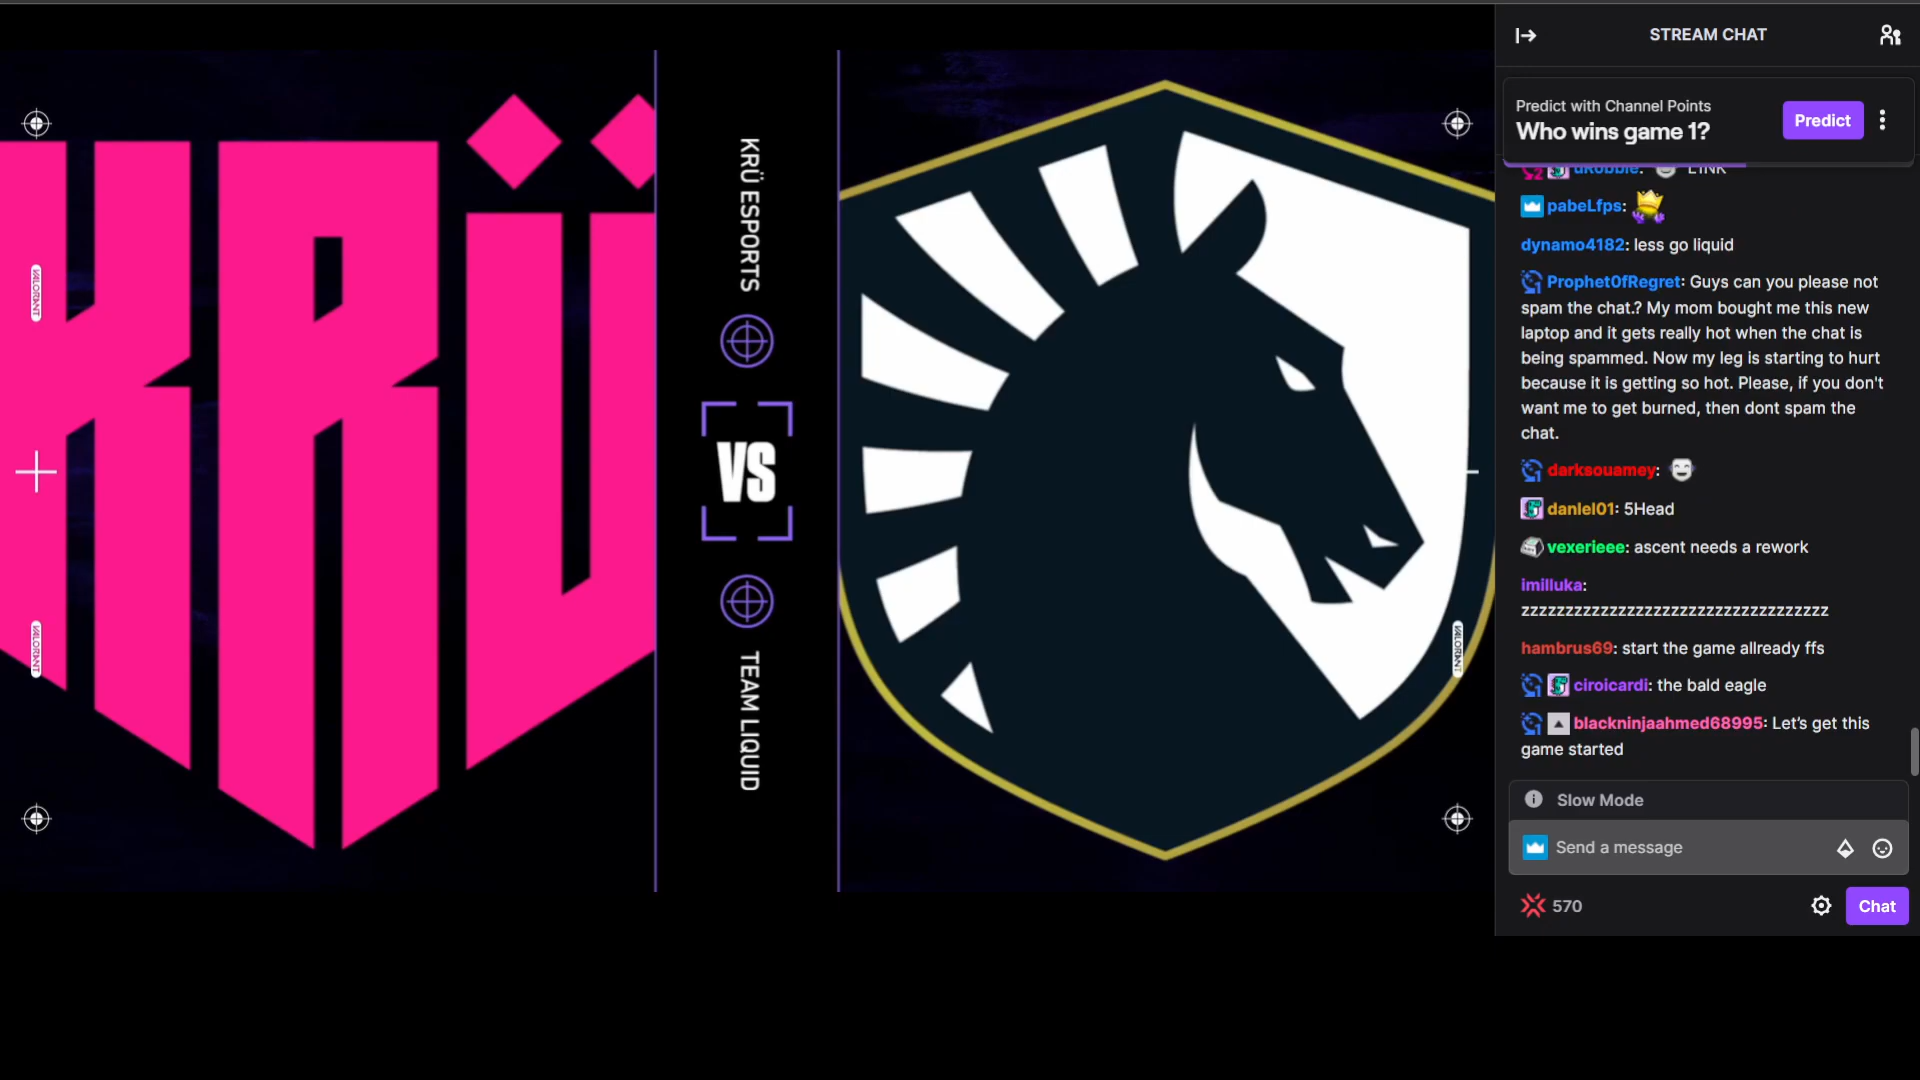 KRÜ
KRÜ ESPORTS
VS
TEAM LIQUID
VALORANT
VALORANT
VALORANT
STREAM CHAT
Predict with Channel Points
Who wins game 1?
Predict
pabeLfps:
dynamo4182: less go liquid
ProphetOfRegret: Guys can you please not
spam the chat.? My mom bought me this new
laptop and it gets really hot when the chat is
being spammed. Now my leg is starting to hurt
because it is getting so hot. Please, if you don't
want me to get burned, then dont spam the
chat.
darksouamey:
danIel01: 5Head
vexerieee: ascent needs a rework
imilluka:
zzzzzzzzzzzzzzzzzzzzzzzzzzzzzzzzzzz
hambrus69: start the game allready ffs
ciroicardi: the bald eagle
blackninjaahmed68995: Let’s get this
game started
Slow Mode
Send a message
570
Chat